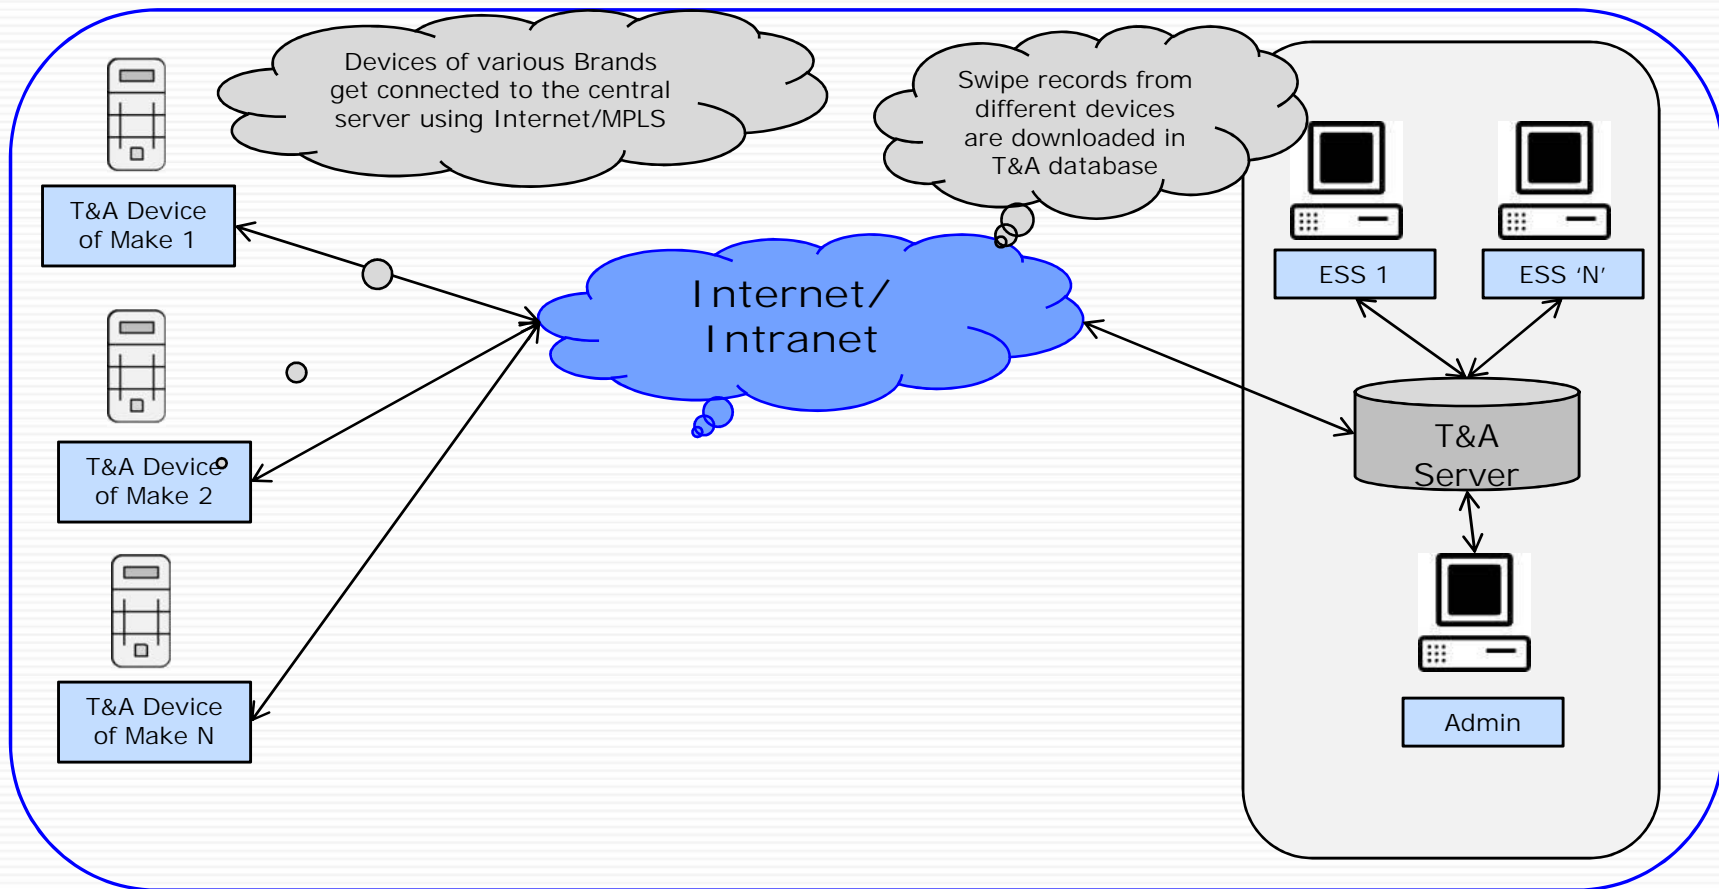 Devices of various Brands
get connected to the central
server using Internet/MPLS
Swipe records from
different devices
are downloaded in
T&A database
T&A Device
of Make 1
Internet/
Intranet
ESS 1
ESS ‘N’
T&A Device
of Make 2
T&A
Server
T&A Device
of Make N
Admin